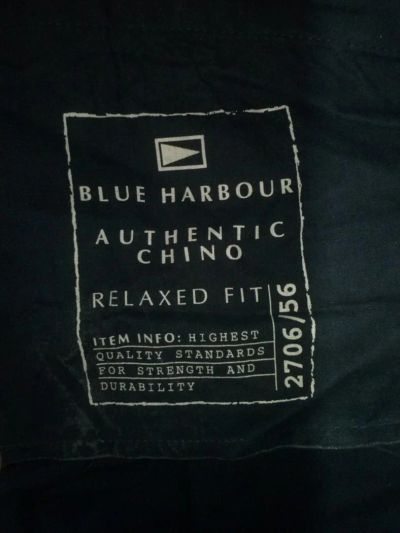 BLUE HARBOUR
AUTHENTIC
CHINO
RELAXED FIT
ITEM INFO: HIGHEST
QUALITY STANDARDS
FOR STRENGTH AND
DURABILITY
2706/56